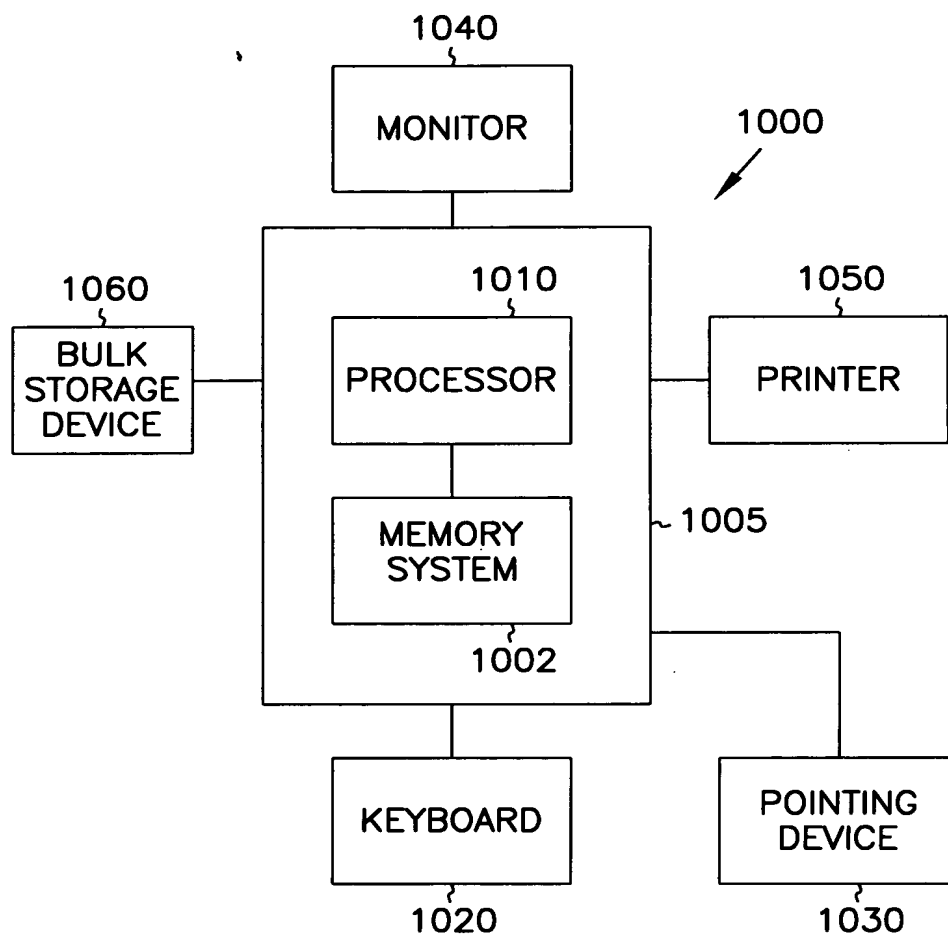 1040
MONITOR
1000
1060
BULK
STORAGE
DEVICE
1010
PROCESSOR
1050
PRINTER
MEMORY
SYSTEM
1005
1002
KEYBOARD
1020
POINTING
DEVICE
1030